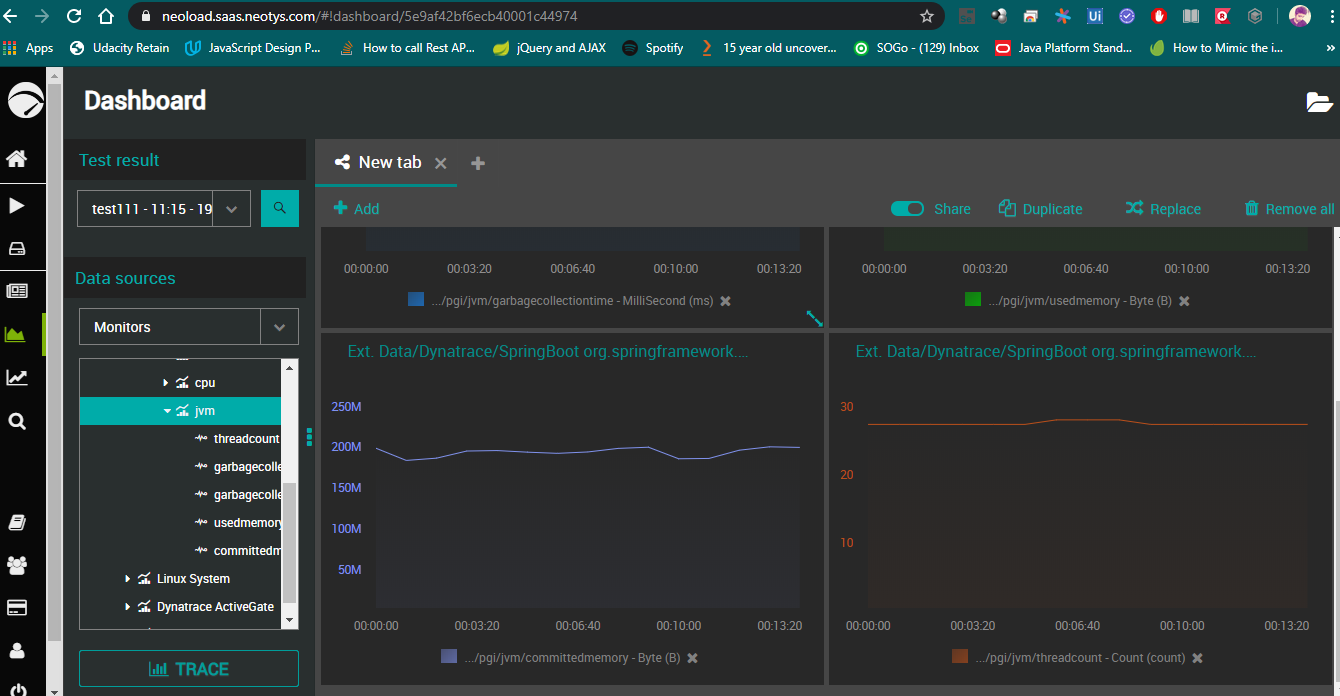 neoload.saas.neotys.com/#!dashboard/5e9af42bf6ecb40001c44974
Apps Udacity Retain JavaScript Design P... How to call Rest AP... jQuery and AJAX Spotify 15 year old uncover... SOGo - (129) Inbox Java Platform Stand... How to Mimic the i... »
Dashboard
Test result
test111 - 11:15 - 19
Data sources
Monitors
cpu
jvm
threadcount
garbagecolle
garbagecolle
usedmemory
committedm
Linux System
Dynatrace ActiveGate
TRACE
New tab
Add
Share Duplicate Replace Remove all
00:00:00 00:03:20 00:06:40 00:10:00 00:13:20
.../pgi/jvm/garbagecollectiontime - MilliSecond (ms)
00:00:00 00:03:20 00:06:40 00:10:00 00:13:20
.../pgi/jvm/usedmemory - Byte (B)
Ext. Data/Dynatrace/SpringBoot org.springframework....
250M
200M
150M
100M
50M
00:00:00 00:03:20 00:06:40 00:10:00 00:13:20
.../pgi/jvm/committedmemory - Byte (B)
Ext. Data/Dynatrace/SpringBoot org.springframework....
30
20
10
00:00:00 00:03:20 00:06:40 00:10:00 00:13:20
.../pgi/jvm/threadcount - Count (count)